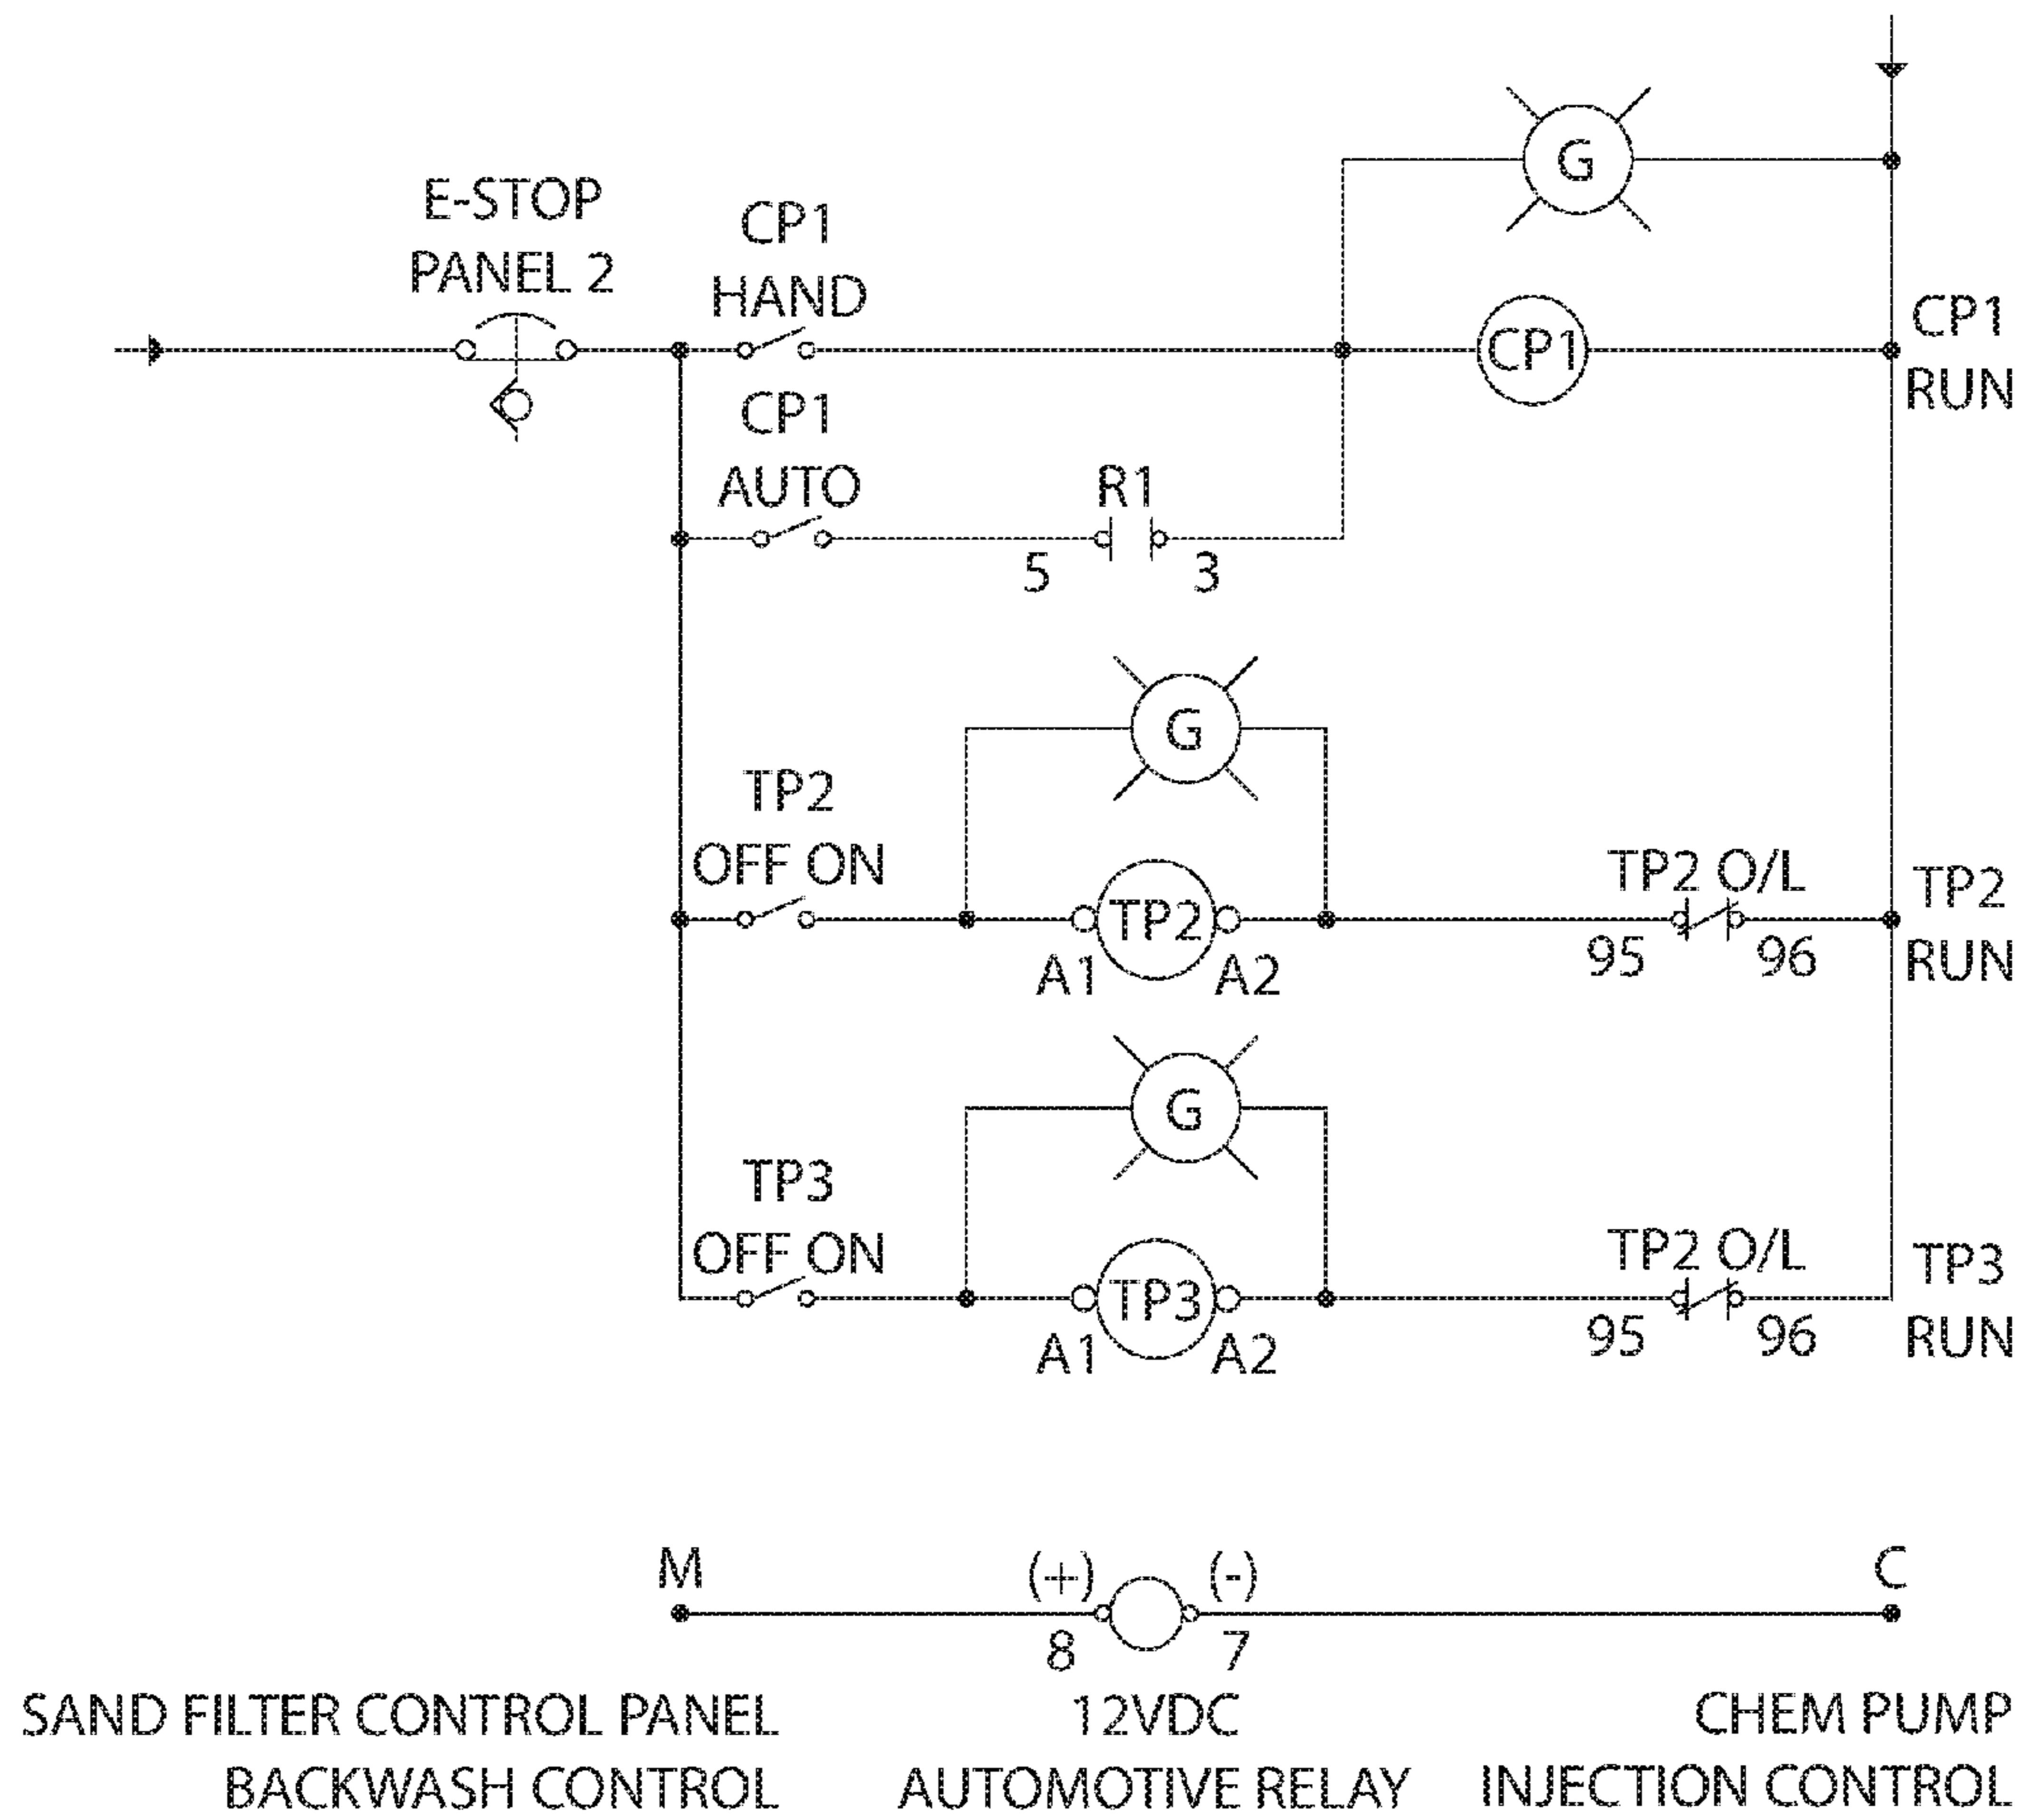 G
E-STOP
PANEL 2
CP1
HAND
CP1
CP1
RUN
CP1
AUTO
R1
5 3
G
TP2
OFF ON
TP2
A1 A2
TP2 O/L
95 96
TP2
RUN
G
TP3
OFF ON
TP3
A1 A2
TP2 O/L
95 96
TP3
RUN
M (+) (-) C
8 7
SAND FILTER CONTROL PANEL
BACKWASH CONTROL
12VDC
AUTOMOTIVE RELAY
CHEM PUMP
INJECTION CONTROL